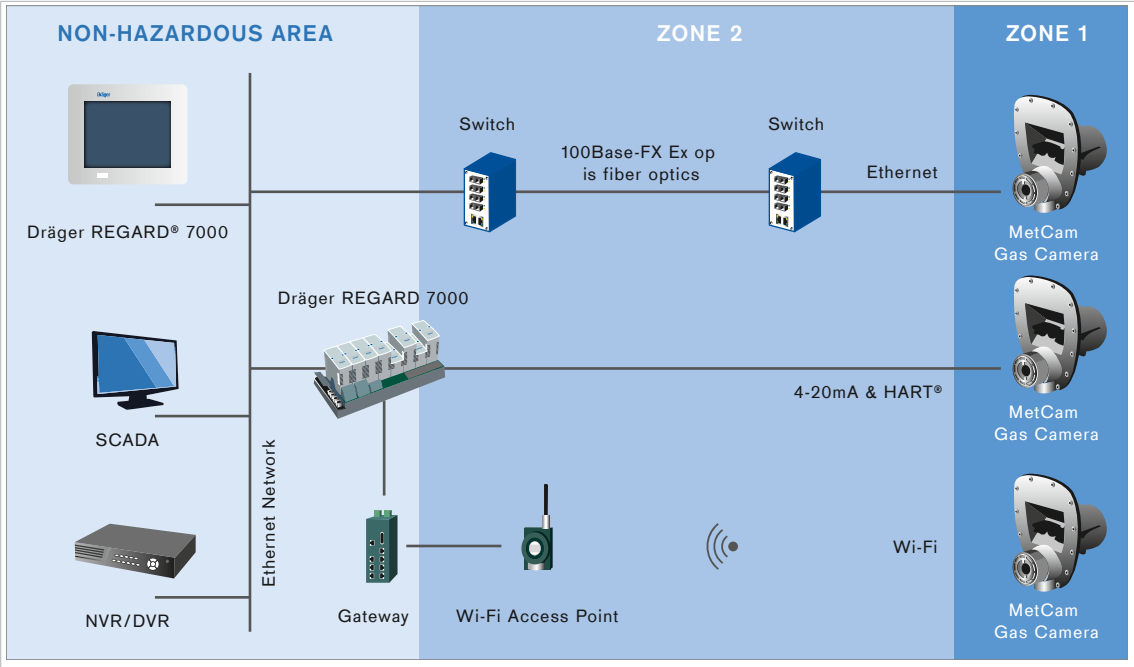 NON-HAZARDOUS AREA
ZONE 2
ZONE 1
Dräger
Switch
Switch
100Base-FX Ex op
is fiber optics
Ethernet
Dräger REGARD® 7000
MetCam
Gas Camera
Dräger REGARD 7000
4-20mA & HART®
SCADA
MetCam
Gas Camera
Ethernet Network
Wi-Fi
NVR/DVR
Gateway
Wi-Fi Access Point
MetCam
Gas Camera